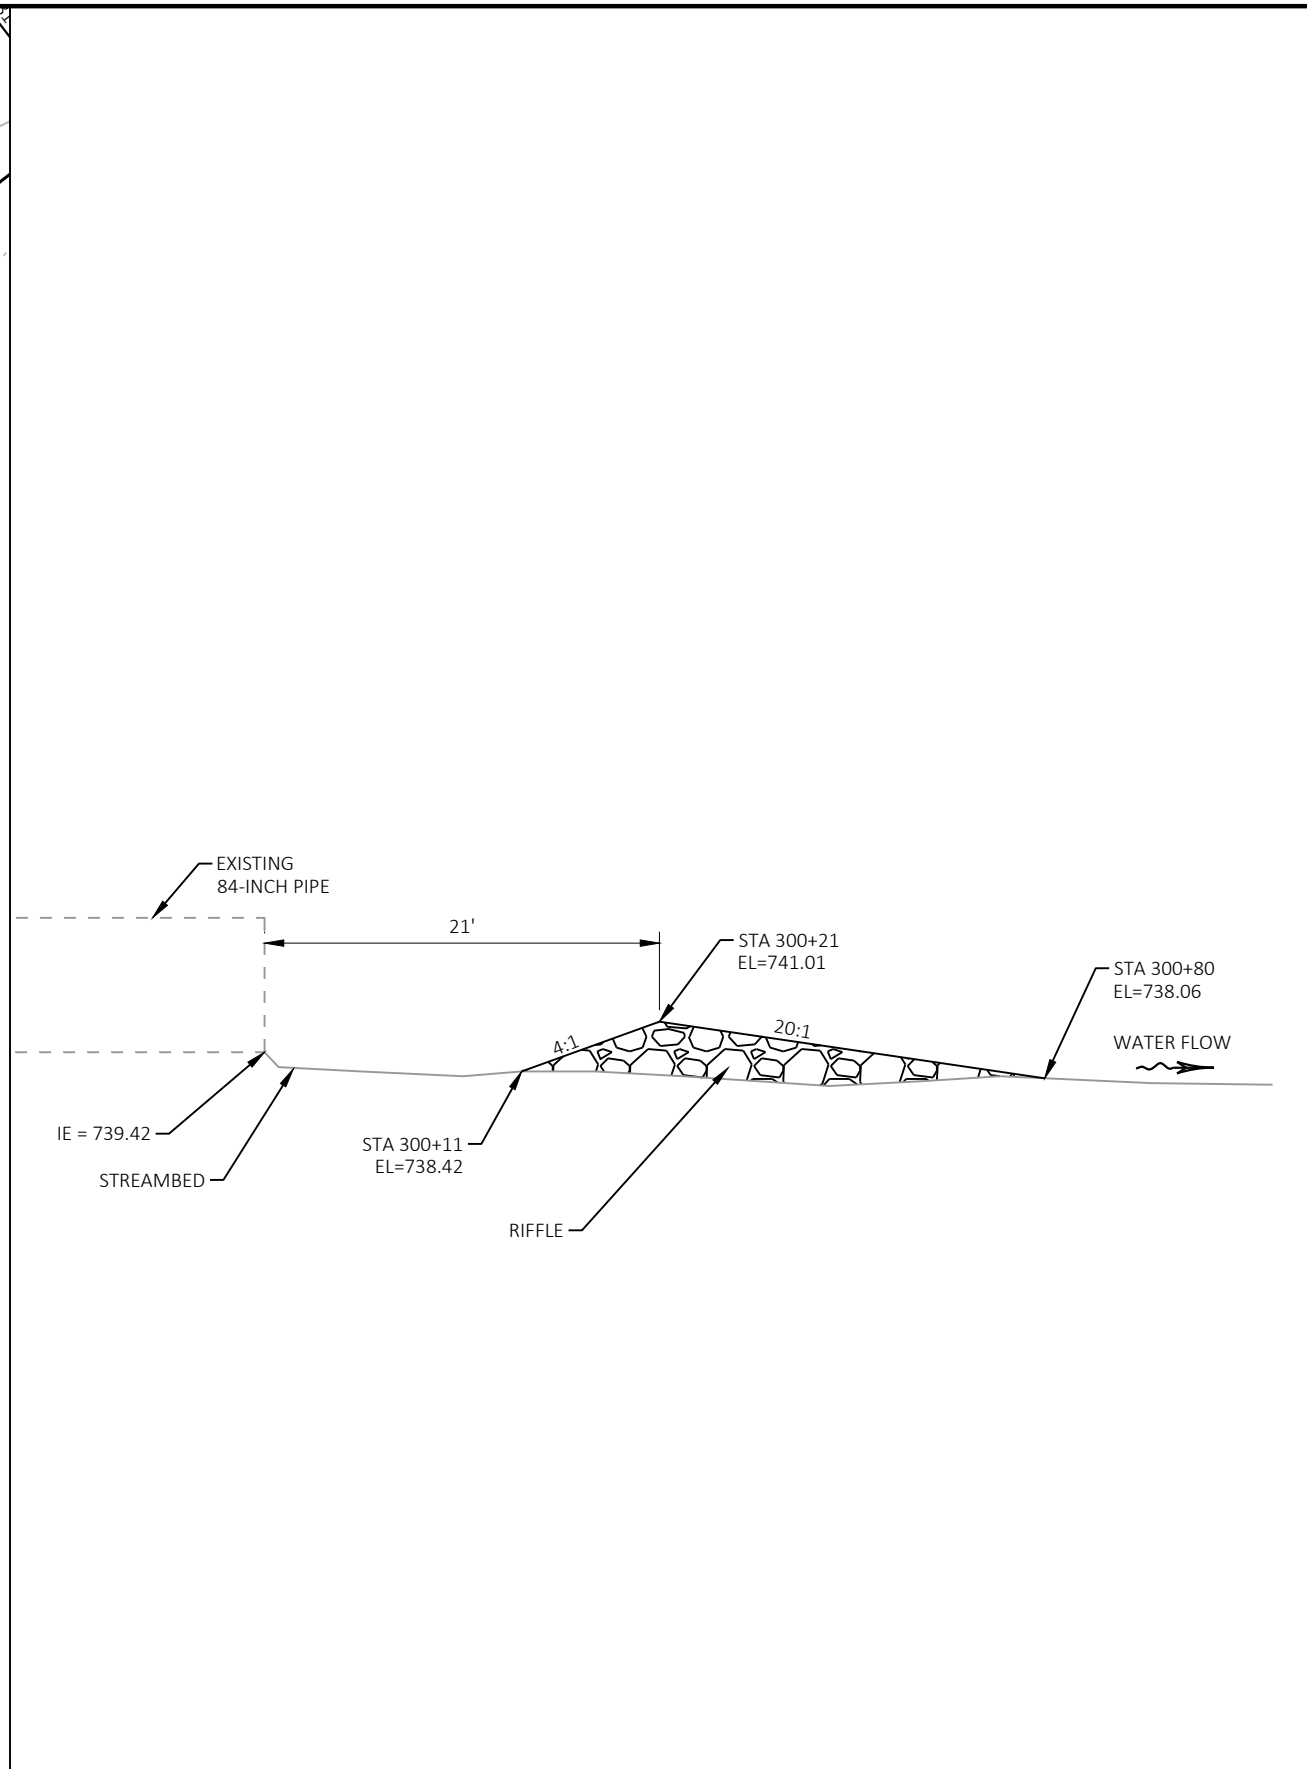 EXISTING
84-INCH PIPE
21'
STA 300+21
EL=741.01
STA 300+80
EL=738.06
4:1
20:1
WATER FLOW
IE = 739.42
STREAMBED
STA 300+11
EL=738.42
RIFFLE